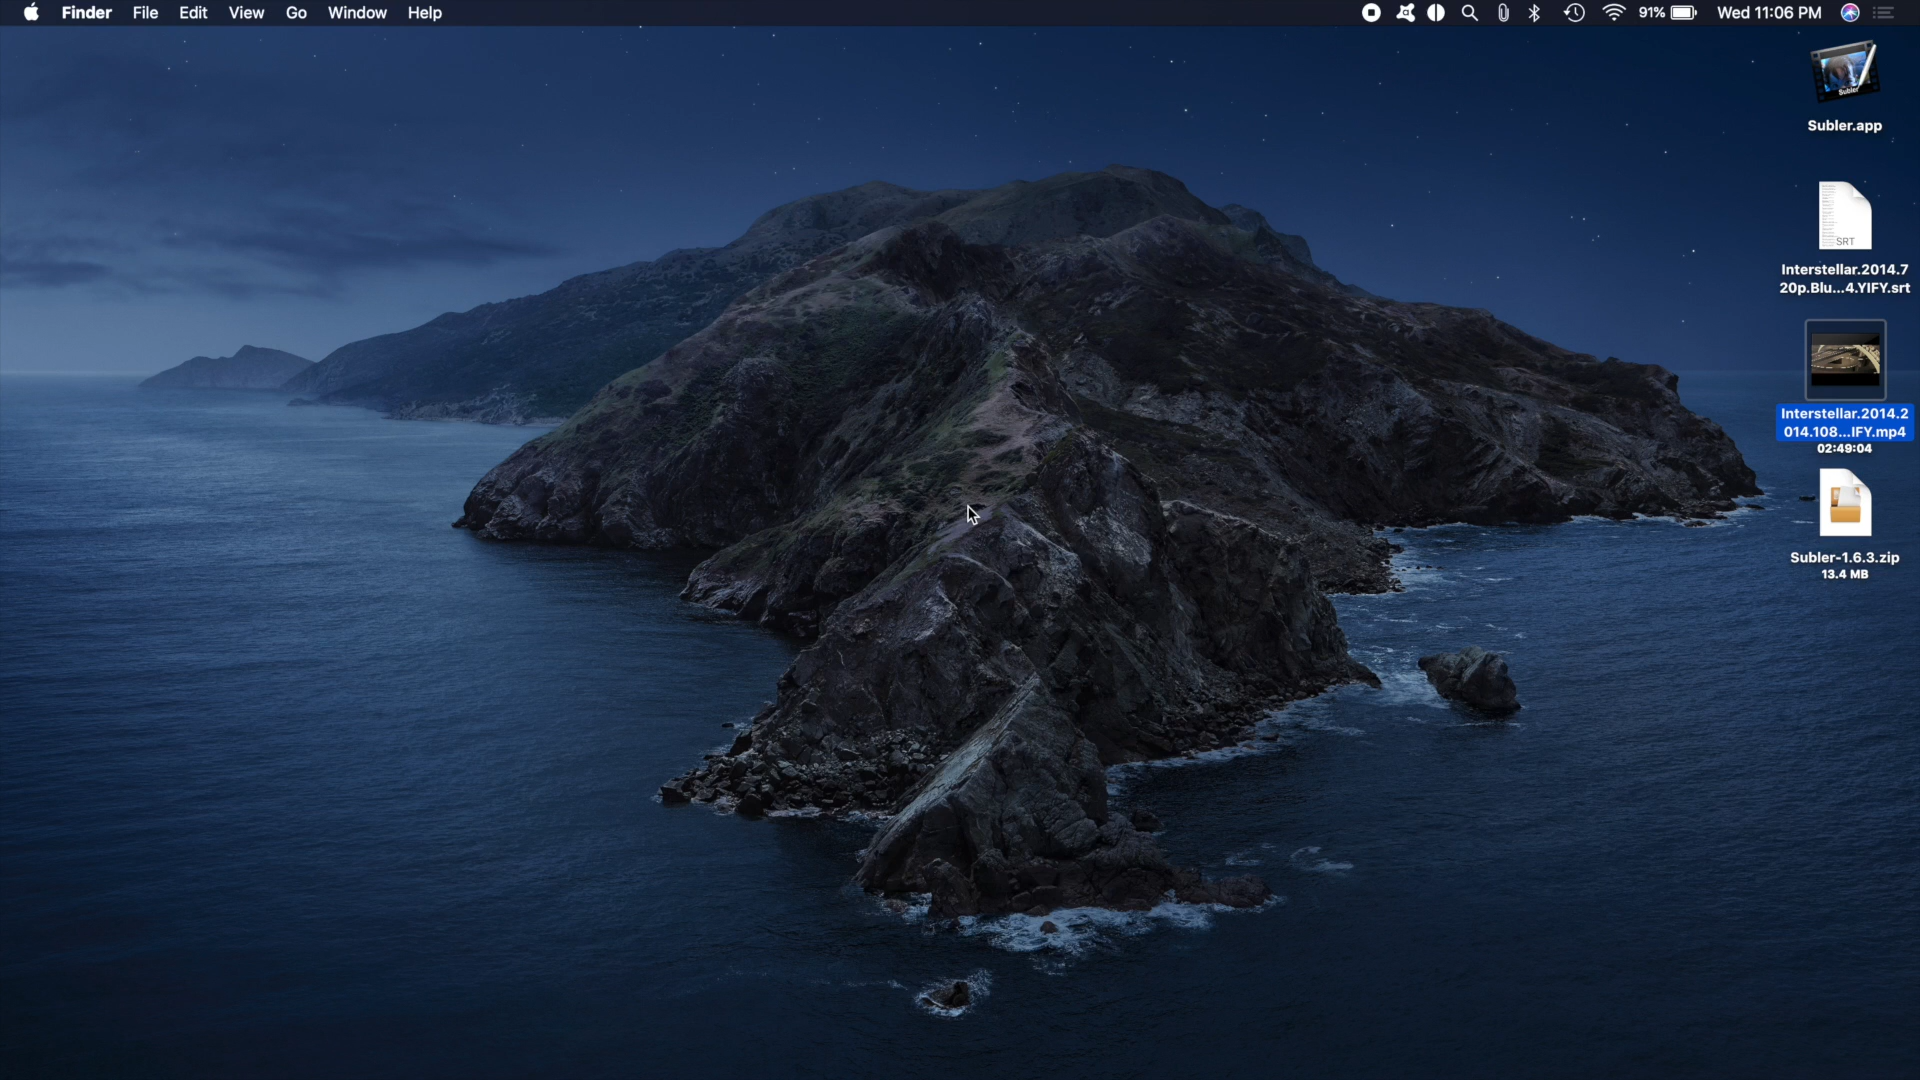 Finder File Edit View Go Window Help 91% Wed 11:06 PM
Subler
Subler.app
SRT
Interstellar.2014.7
20p.Blu...4.YIFY.srt
Interstellar.2014.2
014.108...IFY.mp4
02:49:04
Subler-1.6.3.zip
13.4 MB